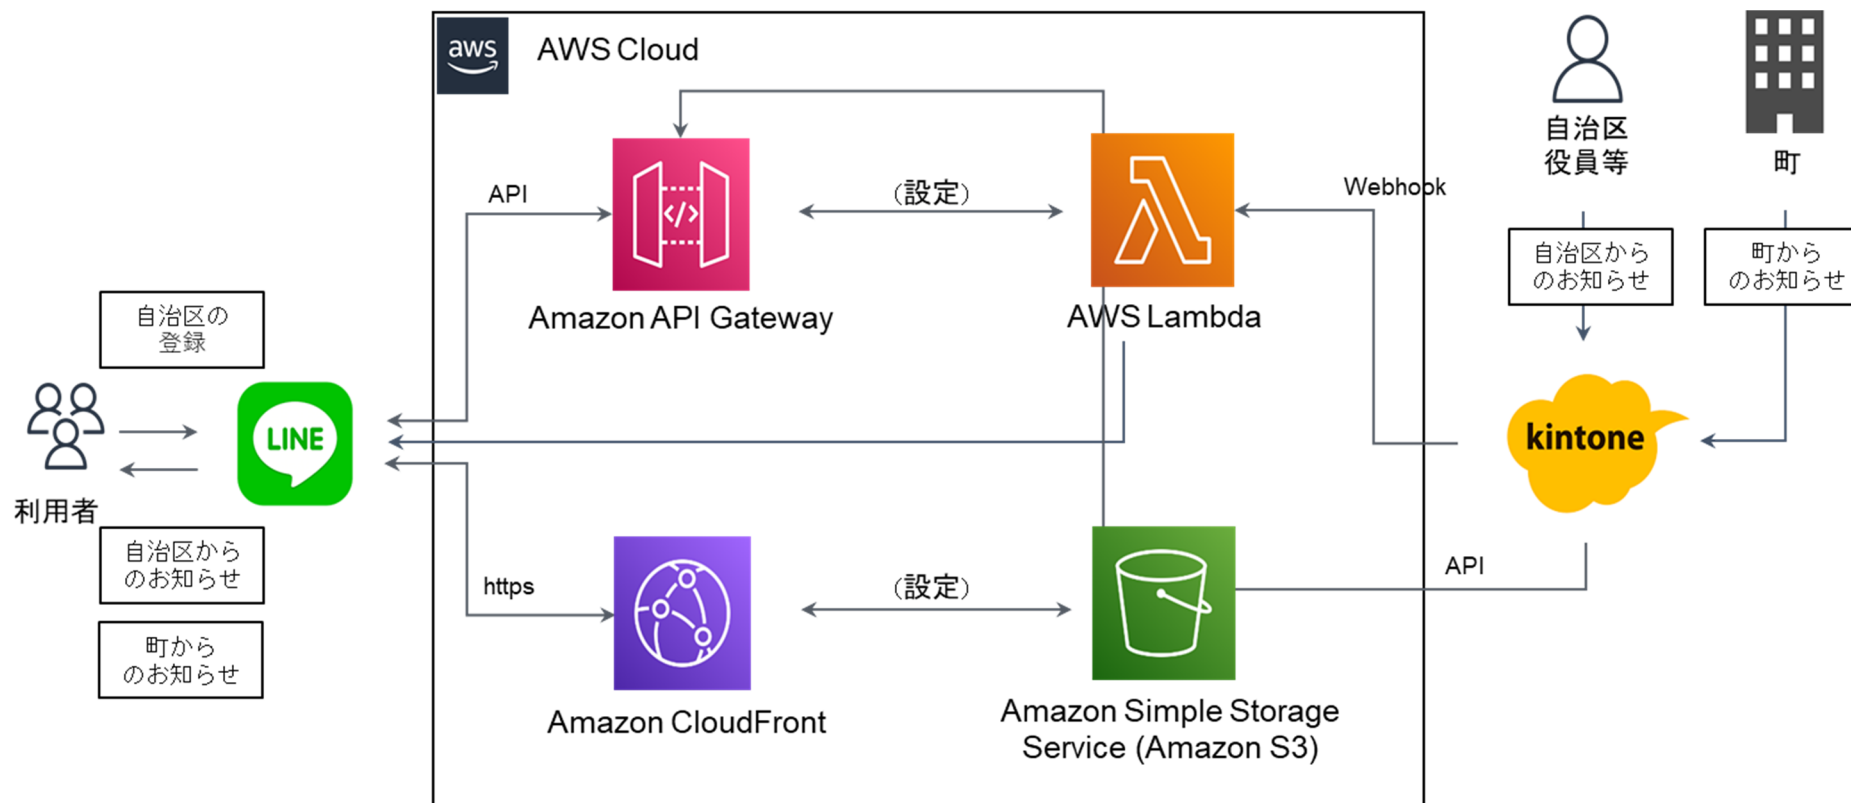 aws
AWS Cloud
自治区
役員等
町
API
(設定)
Webhook
自治区から
のお知らせ
町から
のお知らせ
Amazon API Gateway
AWS Lambda
自治区の
登録
LINE
kintone
利用者
自治区から
のお知らせ
https
(設定)
API
町から
のお知らせ
Amazon CloudFront
Amazon Simple Storage
Service (Amazon S3)